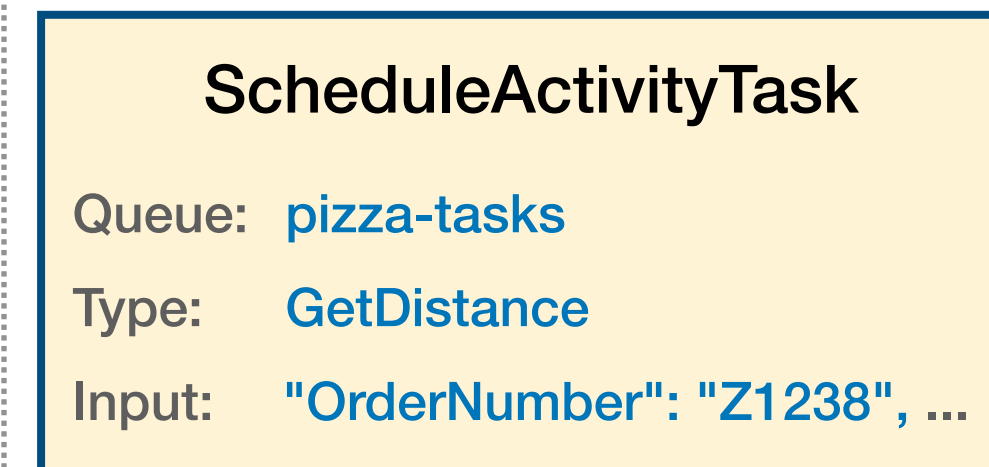 ScheduleActivityTask
Queue: pizza-tasks
Type: GetDistance
Input: "OrderNumber": "Z1238", ...